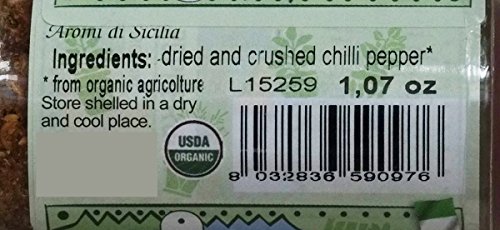 Aromi di Sicilia
Ingredients: dried and crushed chilli pepper*
* from organic agricolture L15259 1,07 oz
Store shelled in a dry
and cool place.
USDA
ORGANIC
8 032836 590976